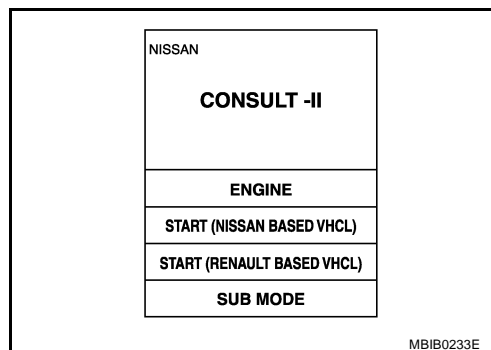 NISSAN
CONSULT -II
ENGINE
START (NISSAN BASED VHCL)
START (RENAULT BASED VHCL)
SUB MODE
MBIB0233E